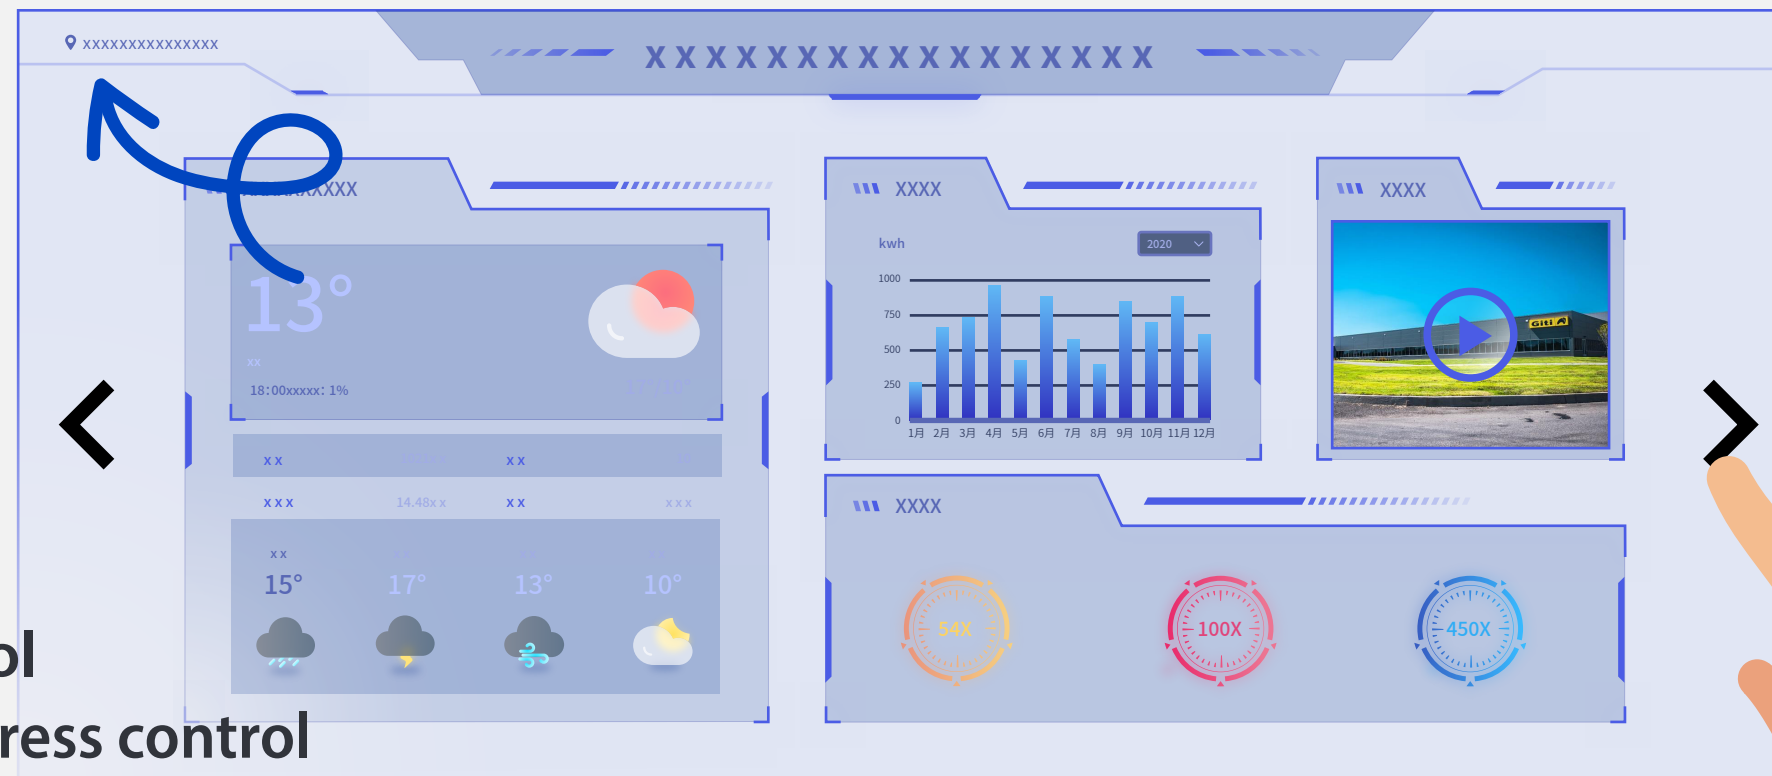 xxxxxxxxxxxxxxx
XXXXXXXXXXXXXXXXX
XXXX
XXXX
kwh
2020
1000
750
500
250
0
1月 2月 3月 4月 5月 6月 7月 8月 9月 10月 11月 12月
Giti
13°
xx
18:00xxxxx: 1%
xx xx
xxx 14.48xx xx xxx
xx
15° 17° 13° 10°
XXXX
54X 100X 450X
ol
ress control